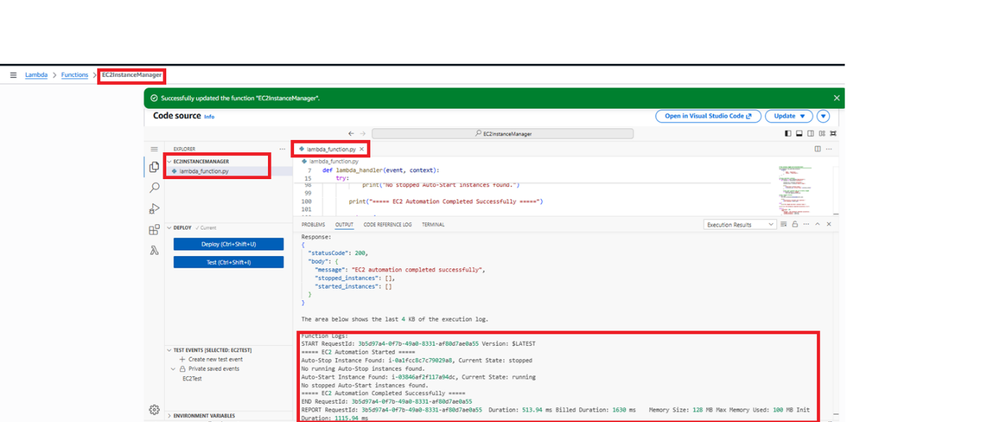 Lambda > Functions > EC2InstanceManager
Successfully updated the function "EC2InstanceManager".
Code source Info
Open in Visual Studio Code
Update
EC2InstanceManager
EXPLORER
lambda_function.py
EC2INSTANCEMANAGER
lambda_function.py
lambda_function.py
7 def lambda_handler(event, context):
15 try:
98 print("No stopped Auto-Start instances found.")
99
100 print("===== EC2 Automation Completed Successfully =====")
101
DEPLOY Current
Deploy (Ctrl+Shift+U)
Test (Ctrl+Shift+I)
PROBLEMS OUTPUT CODE REFERENCE LOG TERMINAL
Execution Results
Response:
{
"statusCode": 200,
"body": {
"message": "EC2 automation completed successfully",
"stopped_instances": [],
"started_instances": []
}
}
The area below shows the last 4 KB of the execution log.
Function Logs:
START RequestId: 3b5d97a4-0f7b-49a0-8331-af80d7ae0a55 Version: $LATEST
===== EC2 Automation Started =====
Auto-Stop Instance Found: i-0a1fcc8c7c79029a8, Current State: stopped
No running Auto-Stop instances found.
Auto-Start Instance Found: i-03846af2f117a94dc, Current State: running
No stopped Auto-Start instances found.
===== EC2 Automation Completed Successfully =====
END RequestId: 3b5d97a4-0f7b-49a0-8331-af80d7ae0a55
REPORT RequestId: 3b5d97a4-0f7b-49a0-8331-af80d7ae0a55 Duration: 513.94 ms Billed Duration: 1630 ms Memory Size: 128 MB Max Memory Used: 100 MB Init
Duration: 1115.94 ms
TEST EVENTS [SELECTED: EC2TEST]
Create new test event
Private saved events
EC2Test
ENVIRONMENT VARIABLES